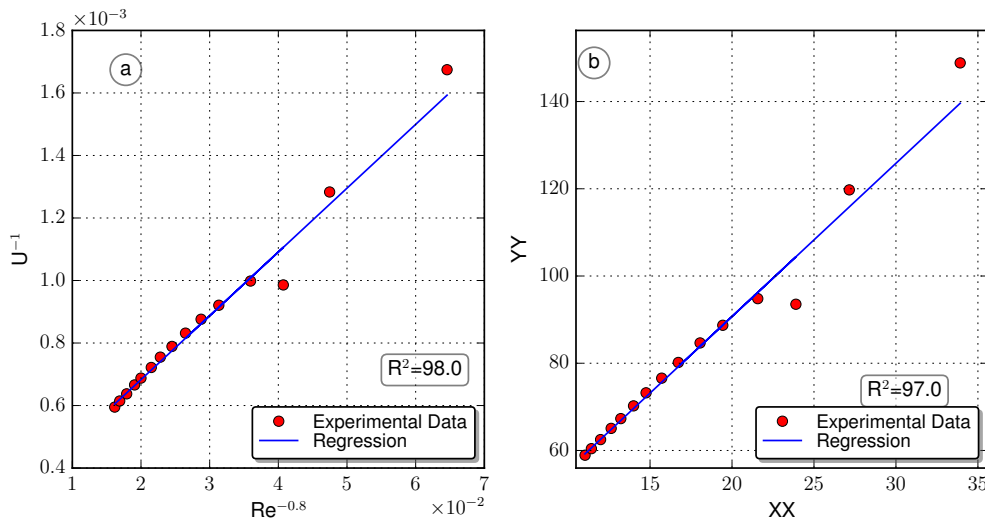 ×10⁻³
1.8
1.6
1.4
1.2
1.0
0.8
0.6
0.4
U⁻¹
a
R²=98.0
Experimental Data
Regression
1 2 3 4 5 6 7
Re⁻⁰·⁸
×10⁻²
b
140
120
100
80
60
YY
R²=97.0
Experimental Data
Regression
15 20 25 30 35
XX